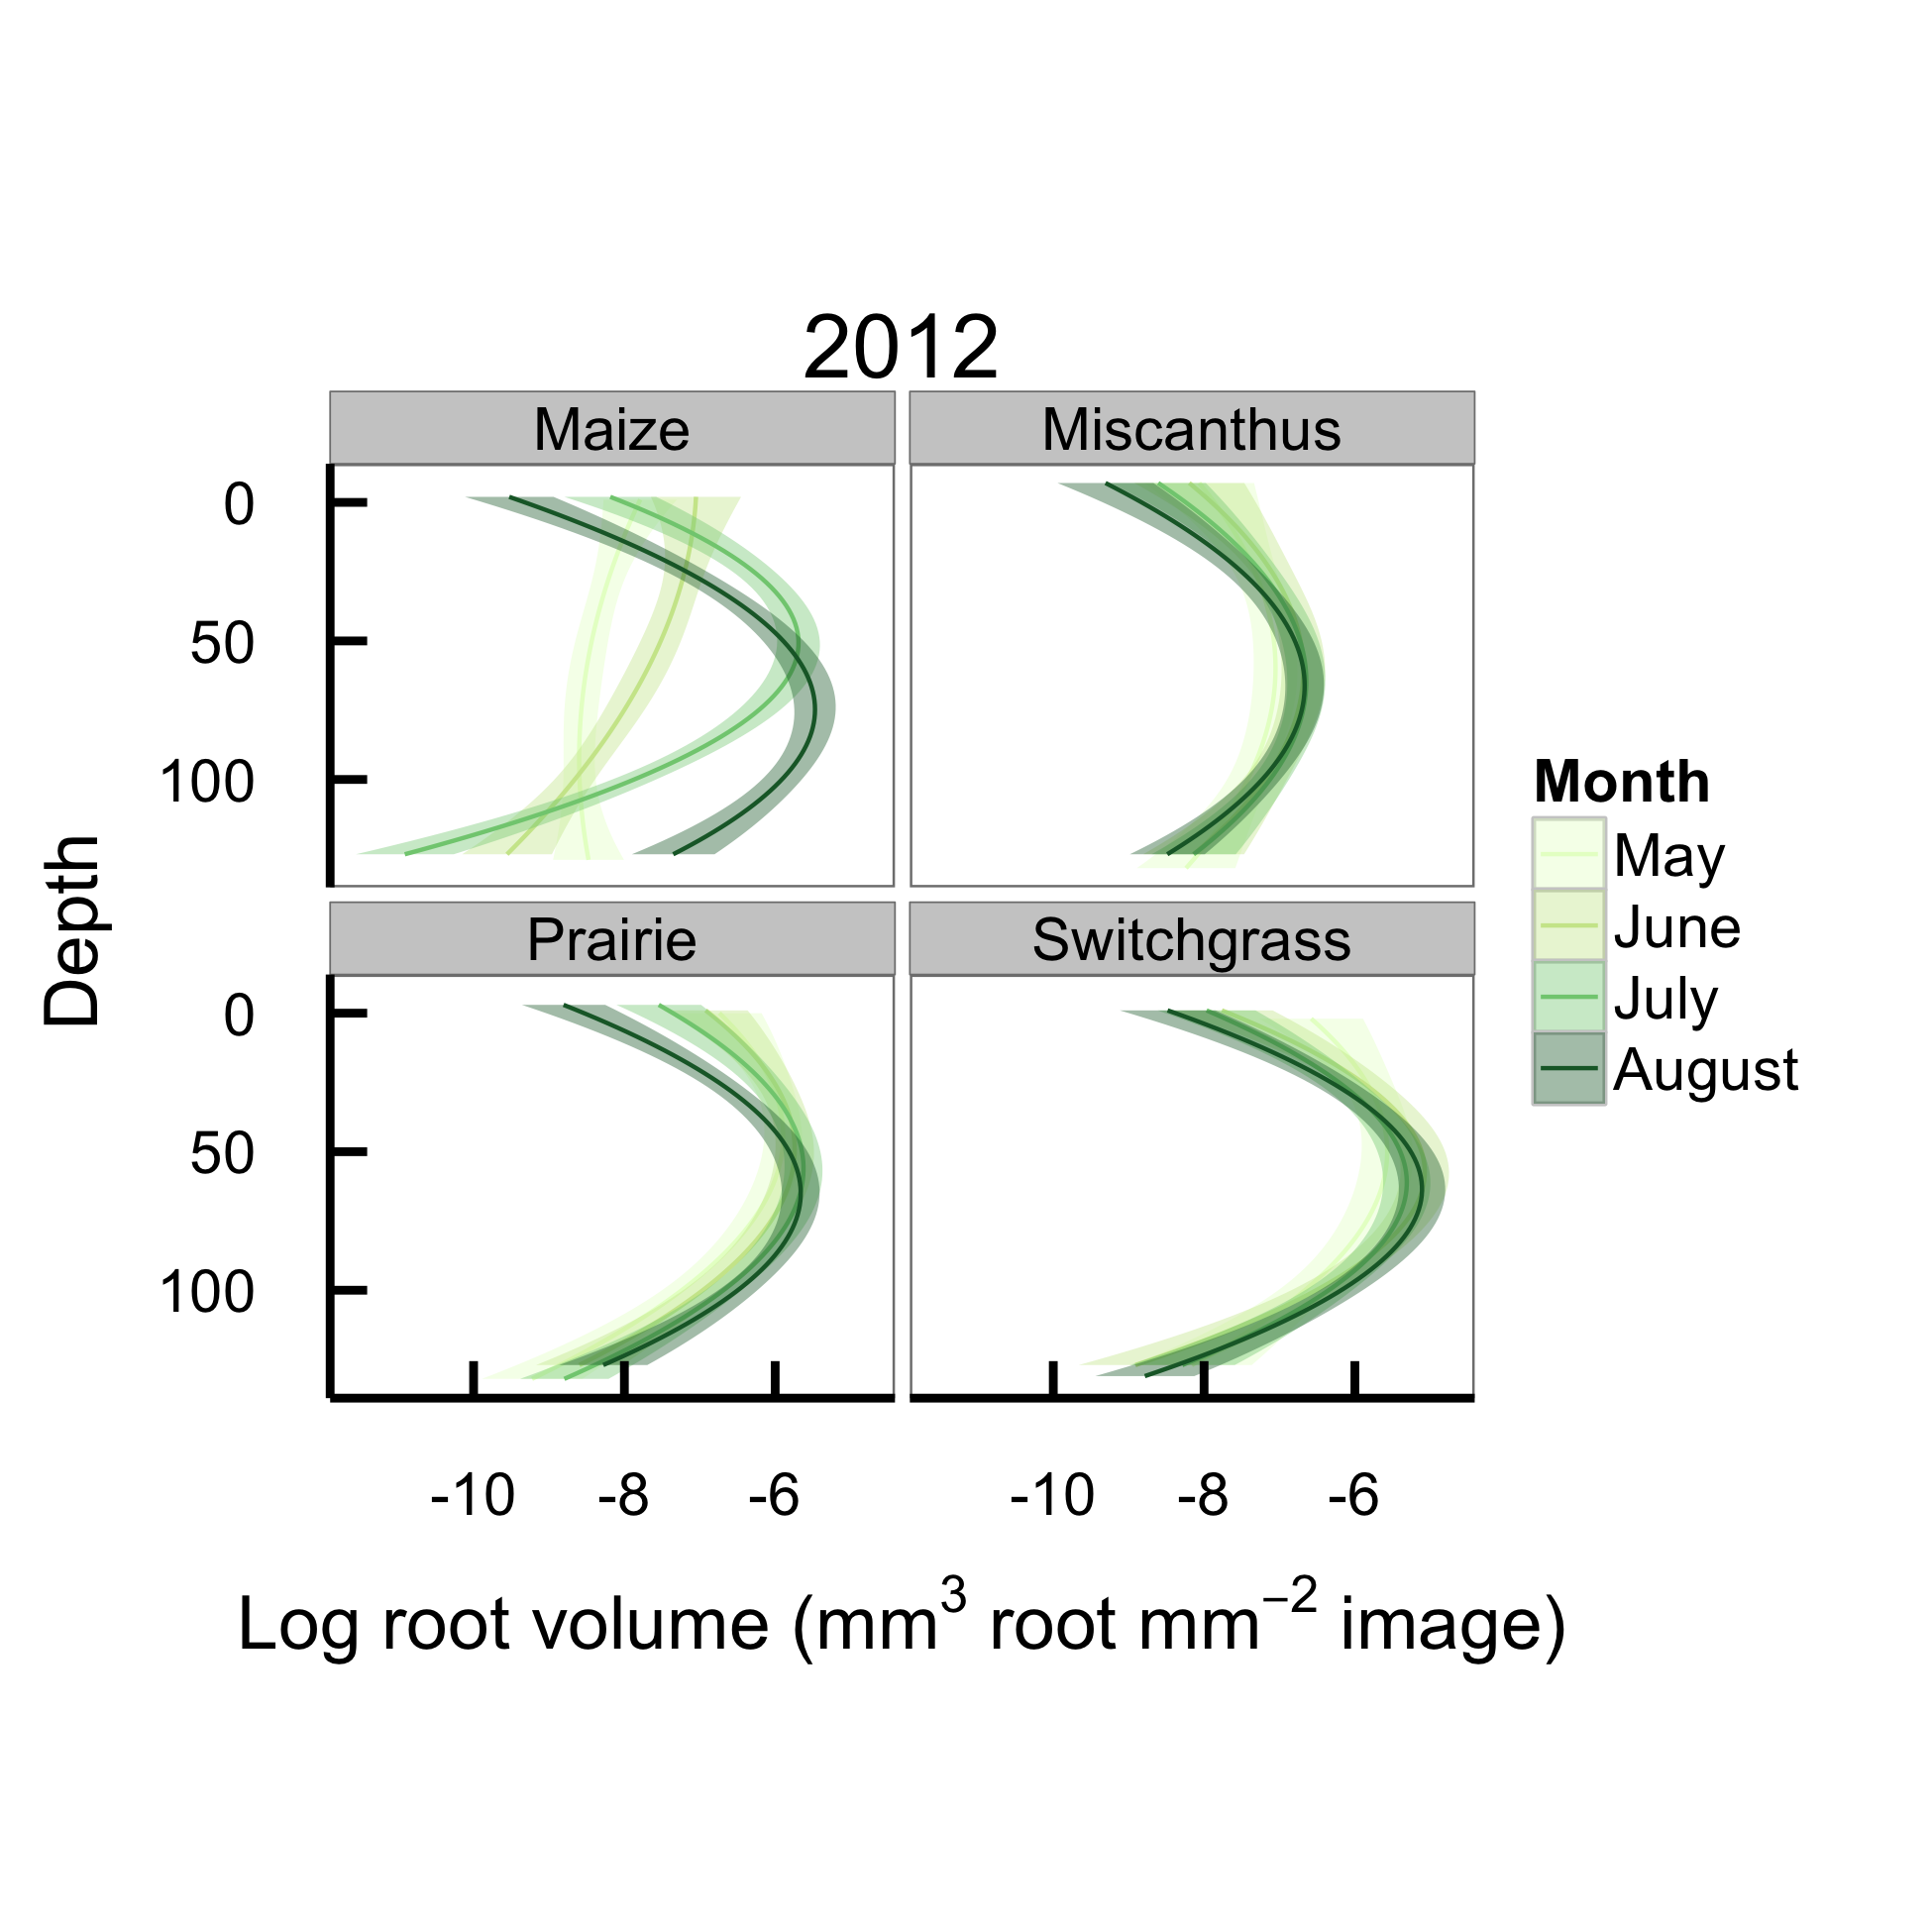 2012
Maize
Miscanthus
0
50
100
Depth
Prairie
Switchgrass
0
50
100
-10
-8
-6
-10
-8
-6
Log root volume (mm³ root mm⁻² image)
Month
May
June
July
August